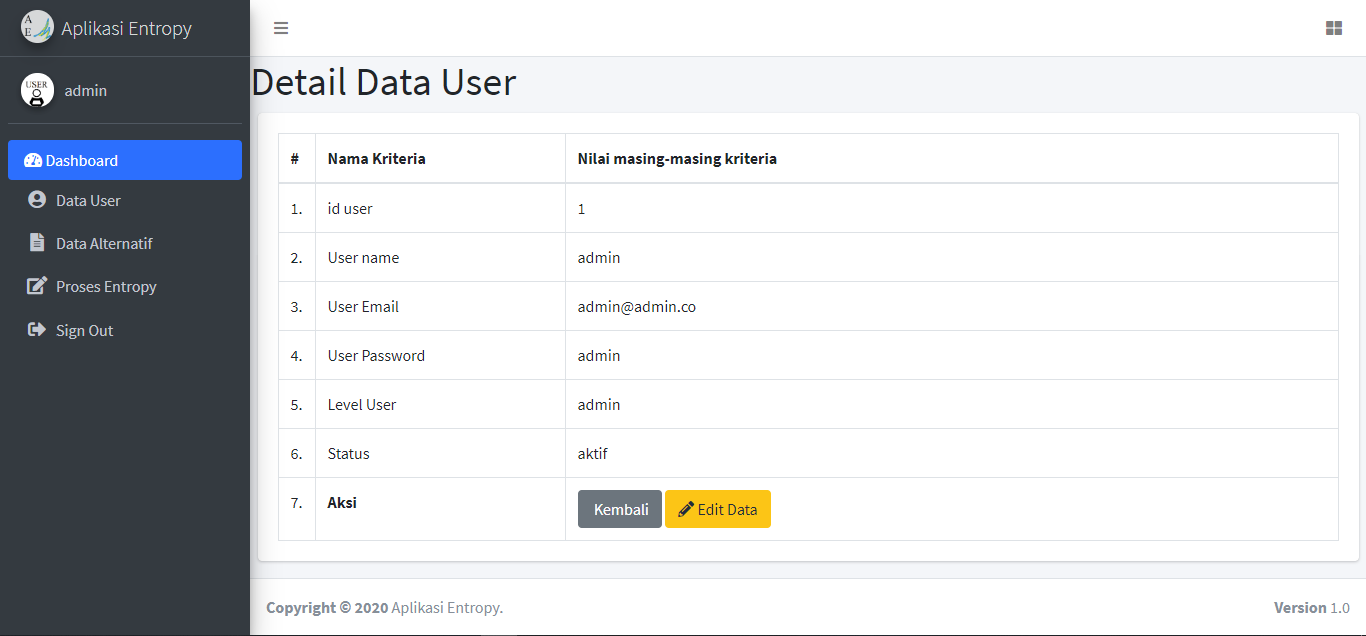 A
E
Aplikasi Entropy
USER
admin
Dashboard
Data User
Data Alternatif
Proses Entropy
Sign Out
Detail Data User
# Nama Kriteria Nilai masing-masing kriteria
1. id user 1
2. User name admin
3. User Email admin@admin.co
4. User Password admin
5. Level User admin
6. Status aktif
7. Aksi Kembali Edit Data
Copyright © 2020 Aplikasi Entropy. Version 1.0